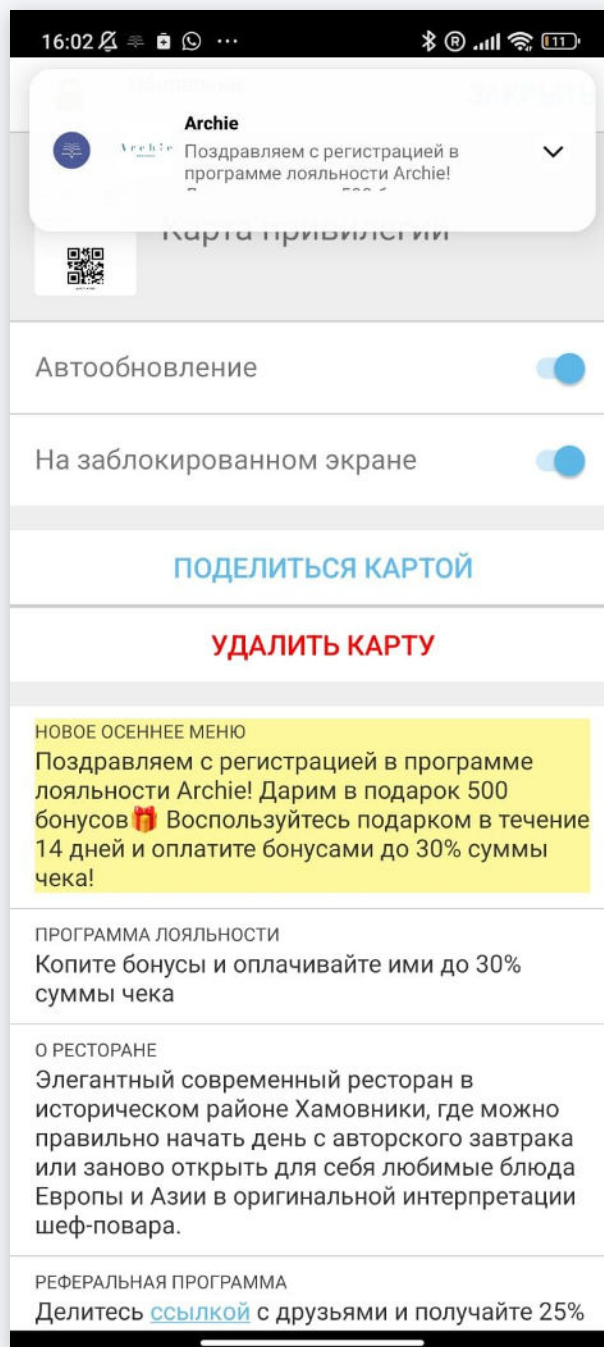 16:02
11
Archie
Archie
Поздравляем с регистрацией в
программе лояльности Archie!
Карта привилегий
Автообновление
На заблокированном экране
ПОДЕЛИТЬСЯ КАРТОЙ
УДАЛИТЬ КАРТУ
НОВОЕ ОСЕННЕЕ МЕНЮ
Поздравляем с регистрацией в программе
лояльности Archie! Дарим в подарок 500
бонусов🎁 Воспользуйтесь подарком в течение
14 дней и оплатите бонусами до 30% суммы
чека!
ПРОГРАММА ЛОЯЛЬНОСТИ
Копите бонусы и оплачивайте ими до 30%
суммы чека
О РЕСТОРАНЕ
Элегантный современный ресторан в
историческом районе Хамовники, где можно
правильно начать день с авторского завтрака
или заново открыть для себя любимые блюда
Европы и Азии в оригинальной интерпретации
шеф-повара.
РЕФЕРАЛЬНАЯ ПРОГРАММА
Делитесь ссылкой с друзьями и получайте 25%